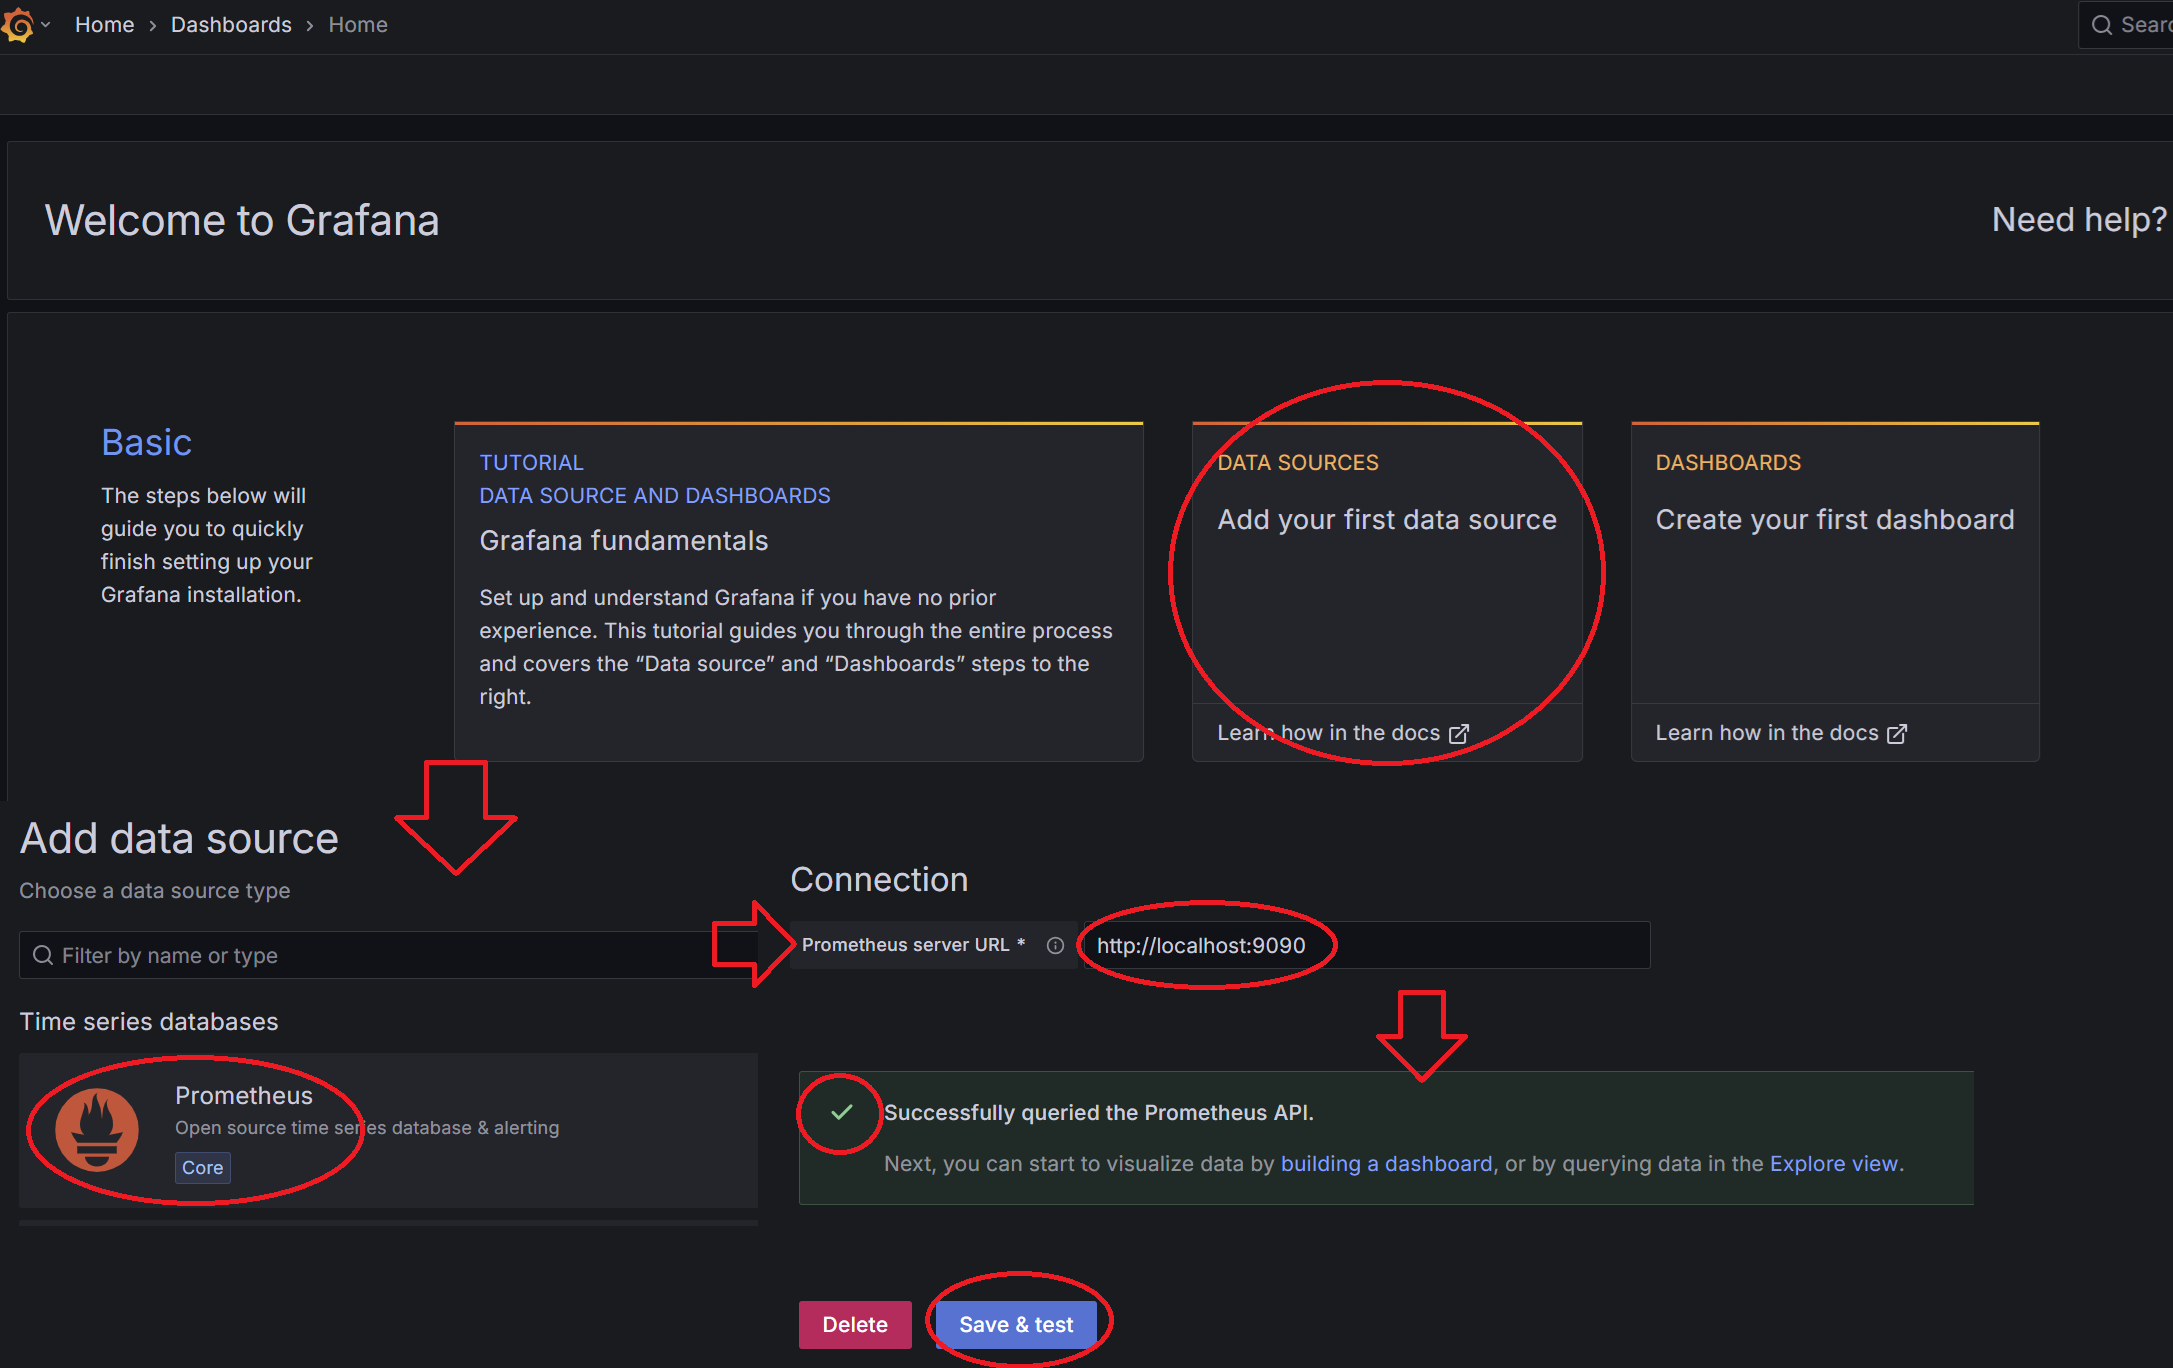 Home > Dashboards > Home
Welcome to Grafana
Need help?
Basic
The steps below will
guide you to quickly
finish setting up your
Grafana installation.
TUTORIAL
DATA SOURCE AND DASHBOARDS
Grafana fundamentals
Set up and understand Grafana if you have no prior
experience. This tutorial guides you through the entire process
and covers the “Data source” and “Dashboards” steps to the
right.
DATA SOURCES
Add your first data source
Learn how in the docs
DASHBOARDS
Create your first dashboard
Learn how in the docs
Add data source
Choose a data source type
Filter by name or type
Time series databases
Prometheus
Open source time series database & alerting
Core
Connection
Prometheus server URL *
http://localhost:9090
Successfully queried the Prometheus API.
Next, you can start to visualize data by building a dashboard, or by querying data in the Explore view.
Delete
Save & test